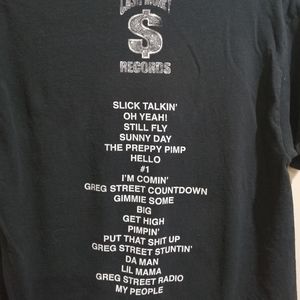 CASH MONEY
$
RECORDS
SLICK TALKIN'
OH YEAH!
STILL FLY
SUNNY DAY
THE PREPPY PIMP
HELLO
#1
I'M COMIN'
GREG STREET COUNTDOWN
GIMMIE SOME
BIG
GET HIGH
PIMPIN'
PUT THAT SHIT UP
GREG STREET STUNTIN'
DA MAN
LIL MAMA
GREG STREET RADIO
MY PEOPLE